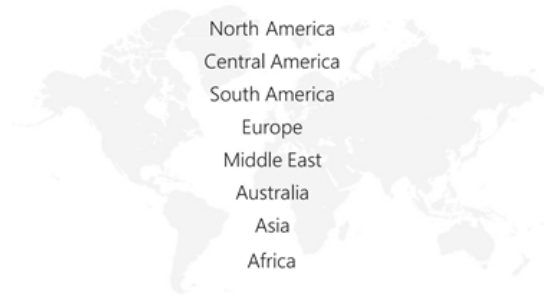 North America
Central America
South America
Europe
Middle East
Australia
Asia
Africa